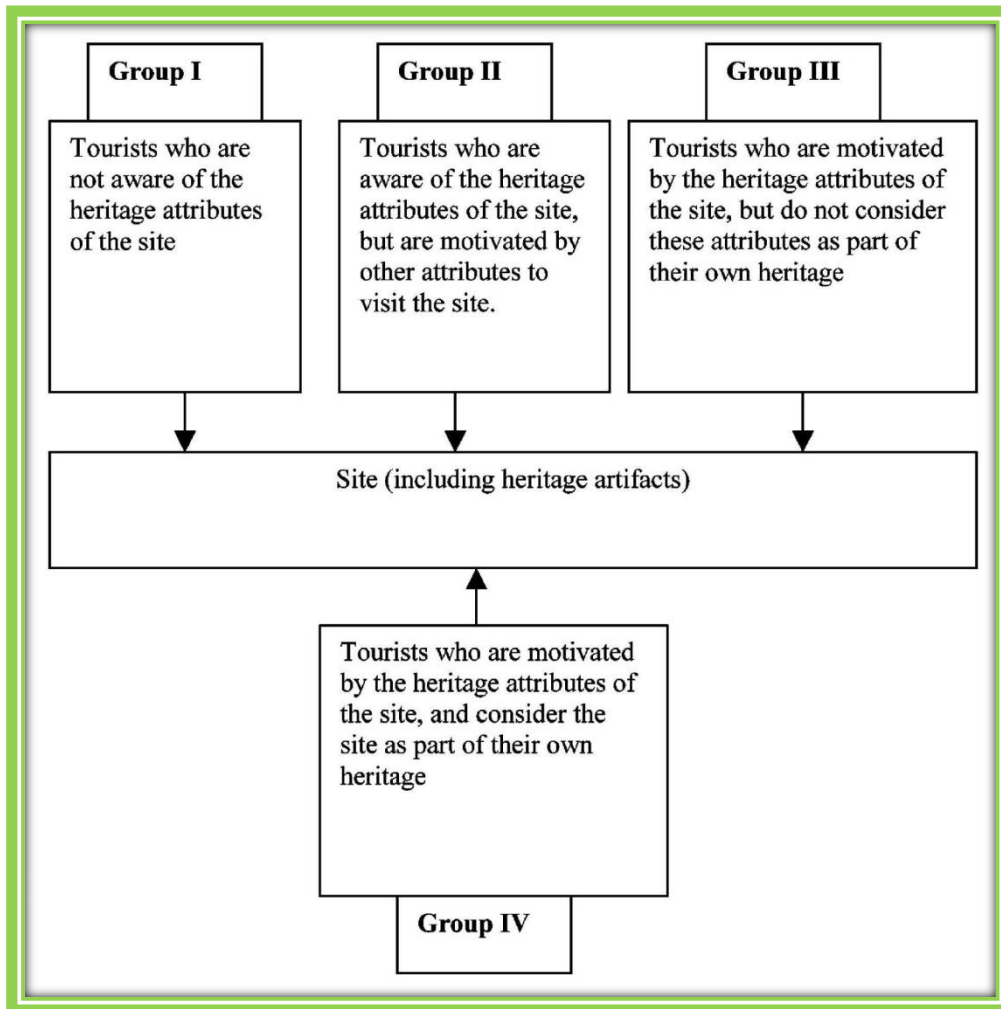 Group I
Tourists who are
not aware of the
heritage attributes
of the site
Group II
Tourists who are
aware of the heritage
attributes of the site,
but are motivated by
other attributes to
visit the site.
Group III
Tourists who are motivated
by the heritage attributes of
the site, but do not consider
these attributes as part of
their own heritage
Site (including heritage artifacts)
Tourists who are motivated
by the heritage attributes of
the site, and consider the
site as part of their own
heritage
Group IV